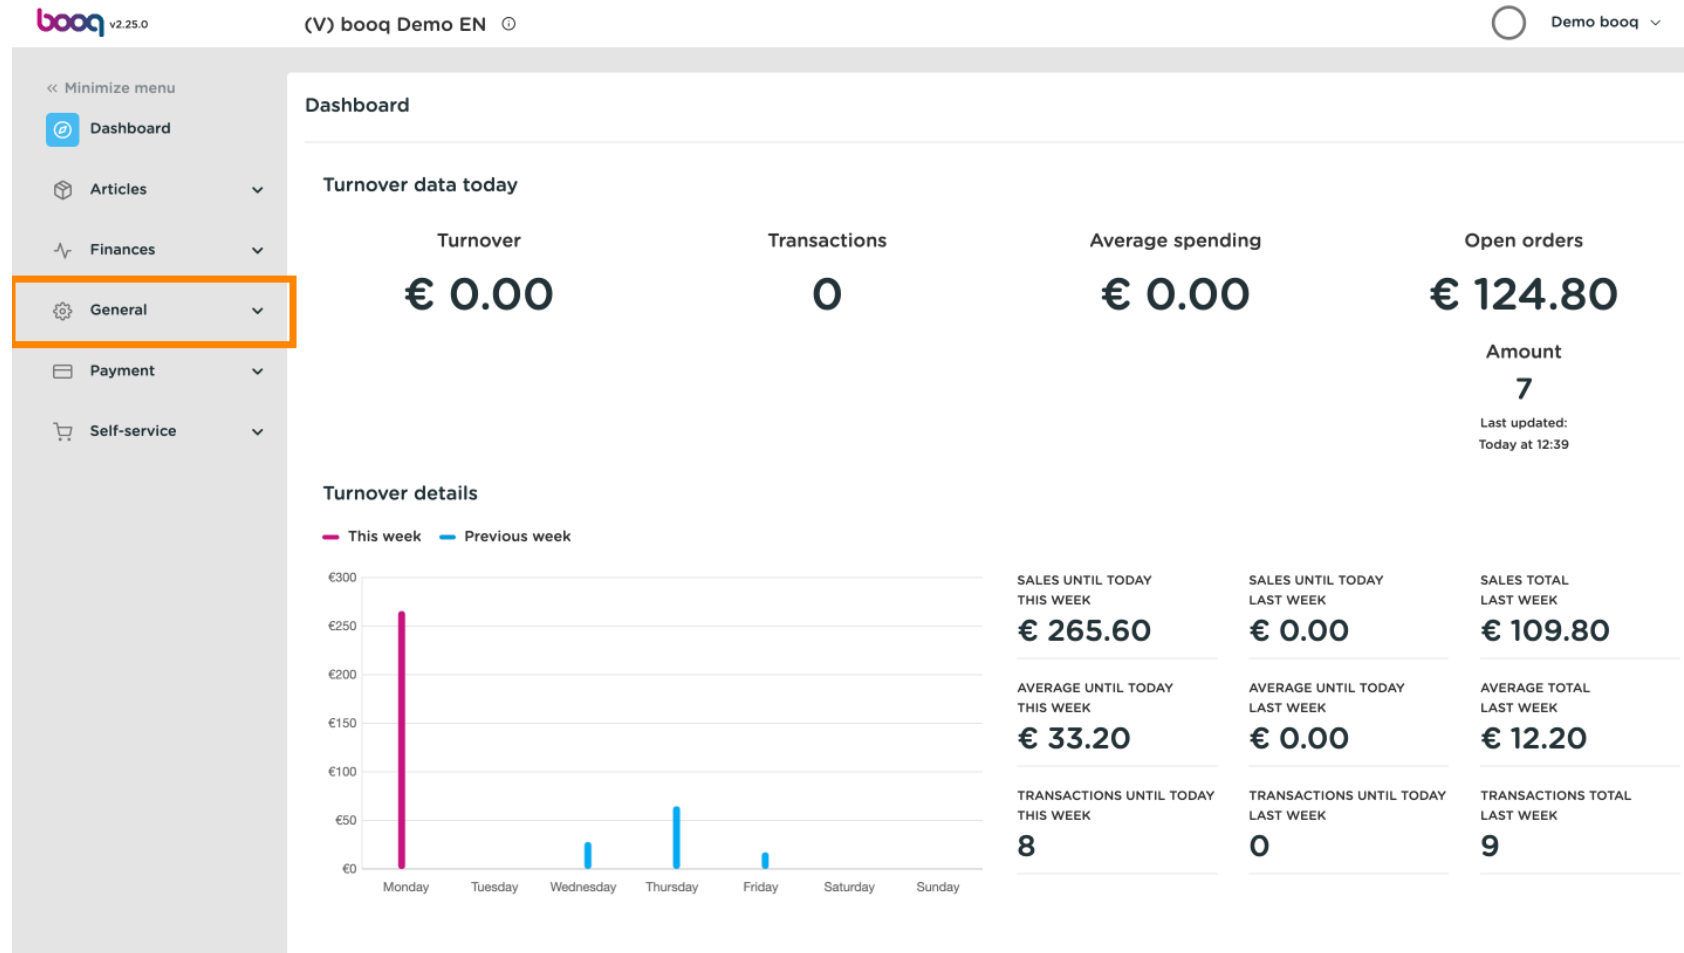 booq v2.25.0
(V) booq Demo EN
Demo booq
Minimize menu
Dashboard
Articles
Finances
General
Payment
Self-service
Dashboard
Turnover data today
Turnover
€ 0.00
Transactions
0
Average spending
€ 0.00
Open orders
€ 124.80
Amount
7
Last updated:
Today at 12:39
Turnover details
This week Previous week
€300
€250
€200
€150
€100
€50
€0
Monday Tuesday Wednesday Thursday Friday Saturday Sunday
SALES UNTIL TODAY
THIS WEEK
€ 265.60
SALES UNTIL TODAY
LAST WEEK
€ 0.00
SALES TOTAL
LAST WEEK
€ 109.80
AVERAGE UNTIL TODAY
THIS WEEK
€ 33.20
AVERAGE UNTIL TODAY
LAST WEEK
€ 0.00
AVERAGE TOTAL
LAST WEEK
€ 12.20
TRANSACTIONS UNTIL TODAY
THIS WEEK
8
TRANSACTIONS UNTIL TODAY
LAST WEEK
0
TRANSACTIONS TOTAL
LAST WEEK
9